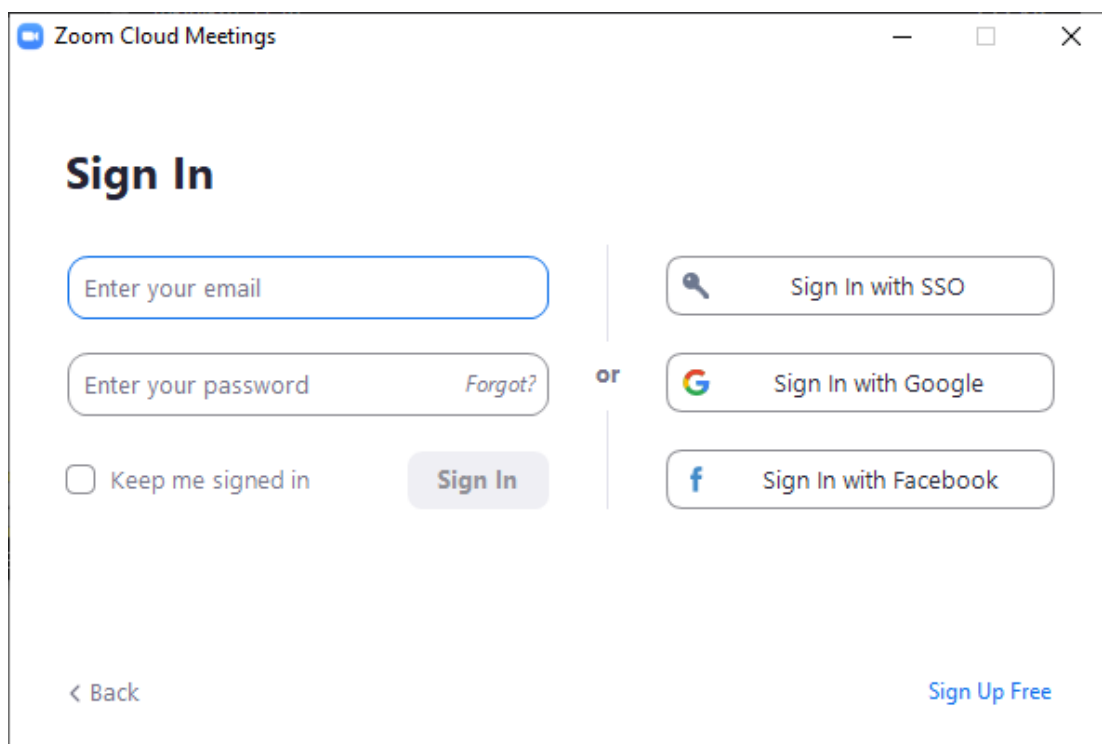 Zoom Cloud Meetings
Sign In
Enter your email
Enter your password
Forgot?
Keep me signed in
Sign In
or
Sign In with SSO
Sign In with Google
Sign In with Facebook
Back
Sign Up Free